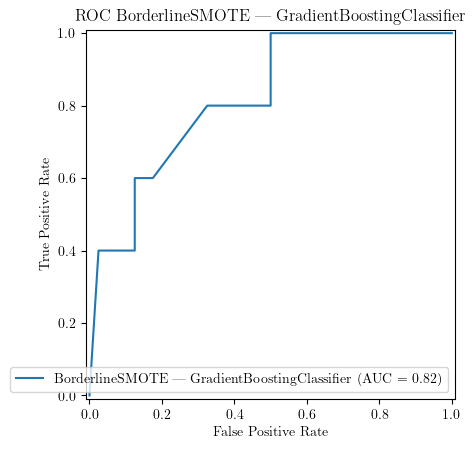 ROC BorderlineSMOTE — GradientBoostingClassifier
1.0
0.8
0.6
0.4
0.2
0.0
True Positive Rate
BorderlineSMOTE — GradientBoostingClassifier (AUC = 0.82)
0.0 0.2 0.4 0.6 0.8 1.0
False Positive Rate